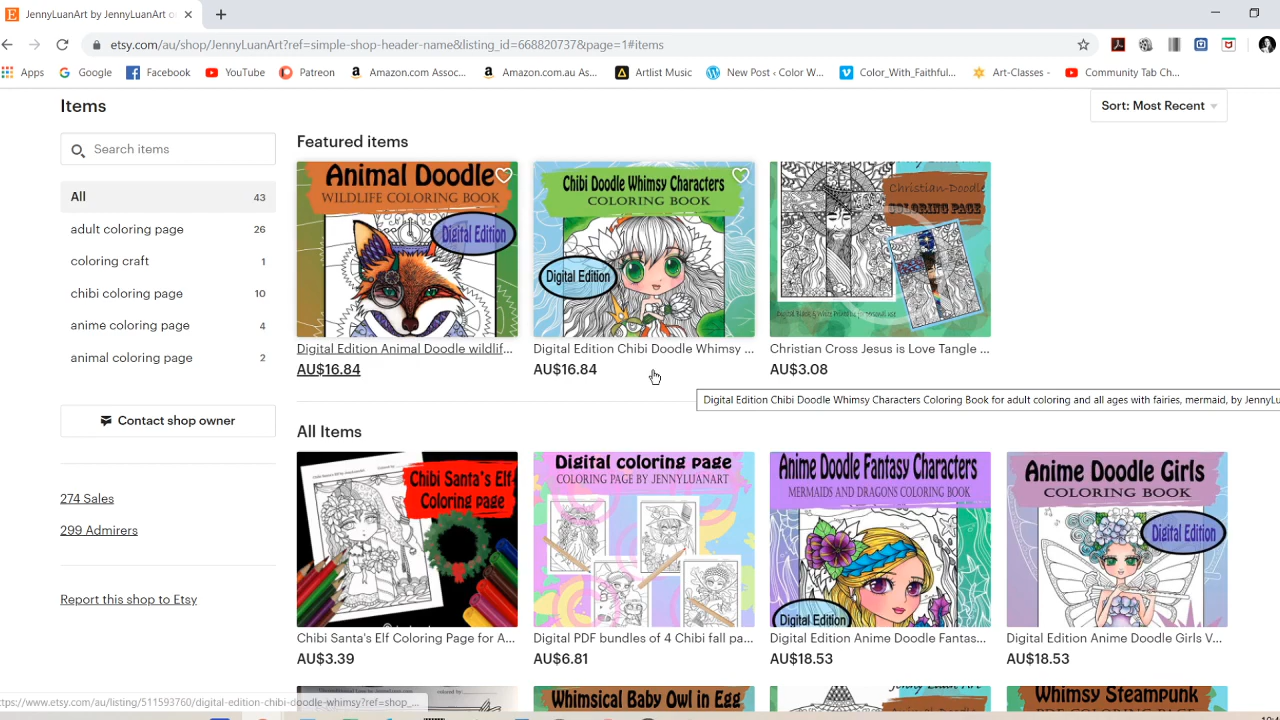 JennyLuanArt by JennyLuanArt o
etsy.com/au/shop/JennyLuanArt?ref=simple-shop-header-name&listing_id=668820737&page=1#items
Apps Google Facebook YouTube Patreon Amazon.com Assoc... Amazon.com.au As... Artlist Music New Post ‹ Color W... Color_With_Faithful... Art-Classes - Community Tab Ch...
Items
Sort: Most Recent
Search items
All 43
adult coloring page 26
coloring craft 1
chibi coloring page 10
anime coloring page 4
animal coloring page 2
Contact shop owner
274 Sales
299 Admirers
Report this shop to Etsy
Featured items
Animal Doodle
WILDLIFE COLORING BOOK
Digital Edition
Digital Edition Animal Doodle wildlif...
AU$16.84
Chibi Doodle Whimsy Characters
COLORING BOOK
Digital Edition
Digital Edition Chibi Doodle Whimsy ...
AU$16.84
Christian-Doodle
COLORING PAGE
Christian Cross Jesus is Love Tangle ...
AU$3.08
Digital Edition Chibi Doodle Whimsy Characters Coloring Book for adult coloring and all ages with fairies, mermaid, by JennyLu
All Items
Chibi Santa's Elf
Coloring page
Chibi Santa's Elf Coloring Page for A...
AU$3.39
Digital coloring page
COLORING PAGE BY JENNYLUANART
Digital PDF bundles of 4 Chibi fall pa...
AU$6.81
Anime Doodle Fantasy Characters
MERMAIDS AND DRAGONS COLORING BOOK
Digital Edition
Digital Edition Anime Doodle Fantas...
AU$18.53
Anime Doodle Girls
COLORING BOOK
Digital Edition
Digital Edition Anime Doodle Girls V...
AU$18.53
Whimsical Baby Owl in Egg
Jenny Luan Art
Whimsy Steampunk
ttps://www.etsy.com/au/listing/511593760/digital-edition-chibi-doodle-whimsy?ref=shop_...